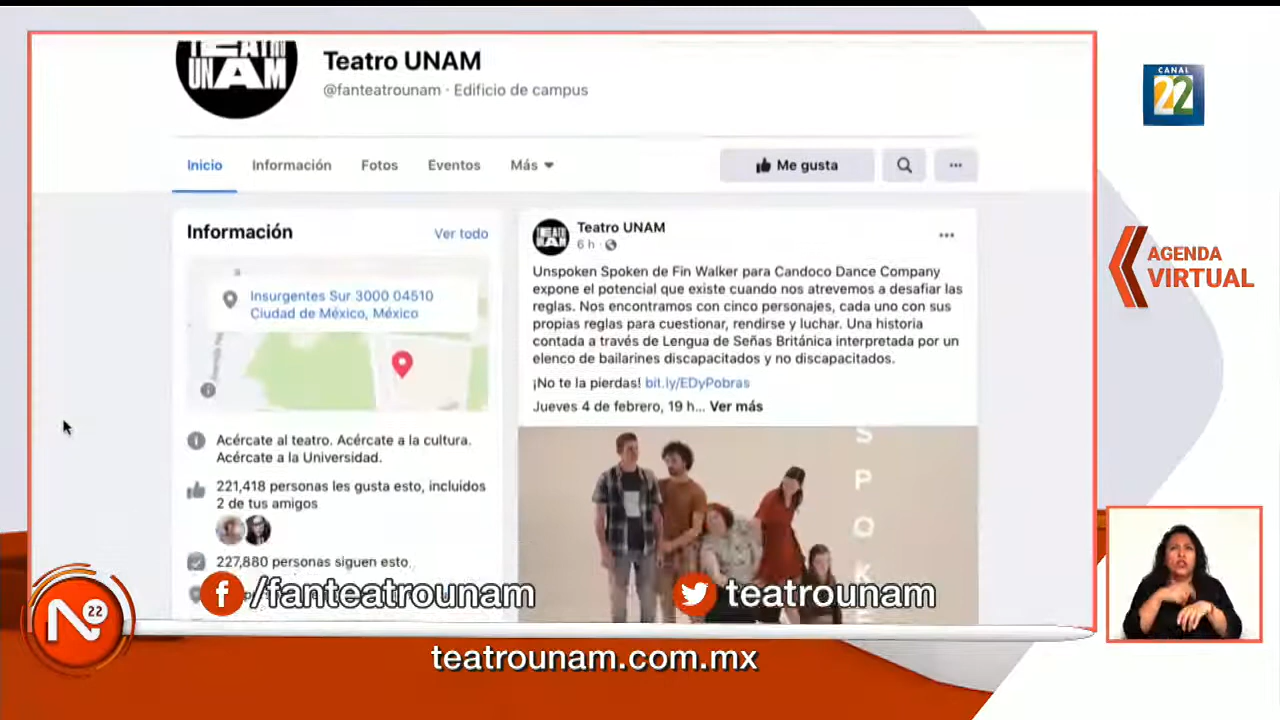 TEATRO
UNAM
Teatro UNAM
@fanteatrounam · Edificio de campus
CANAL
22
Inicio
Información
Fotos
Eventos
Más
Me gusta
Información
Ver todo
Insurgentes Sur 3000 04510
Ciudad de México, México
Acércate al teatro. Acércate a la cultura.
Acércate a la Universidad.
221,418 personas les gusta esto, incluidos
2 de tus amigos
227,880 personas siguen esto.
Teatro UNAM
6 h ·
Unspoken Spoken de Fin Walker para Candoco Dance Company
expone el potencial que existe cuando nos atrevemos a desafiar las
reglas. Nos encontramos con cinco personajes, cada uno con sus
propias reglas para cuestionar, rendirse y luchar. Una historia
contada a través de Lengua de Señas Británica interpretada por un
elenco de bailarines discapacitados y no discapacitados.
¡No te la pierdas! bit.ly/EDyPobras
Jueves 4 de febrero, 19 h... Ver más
S
P
O
K
AGENDA
VIRTUAL
N22
/fanteatrounam
teatrounam
teatrounam.com.mx